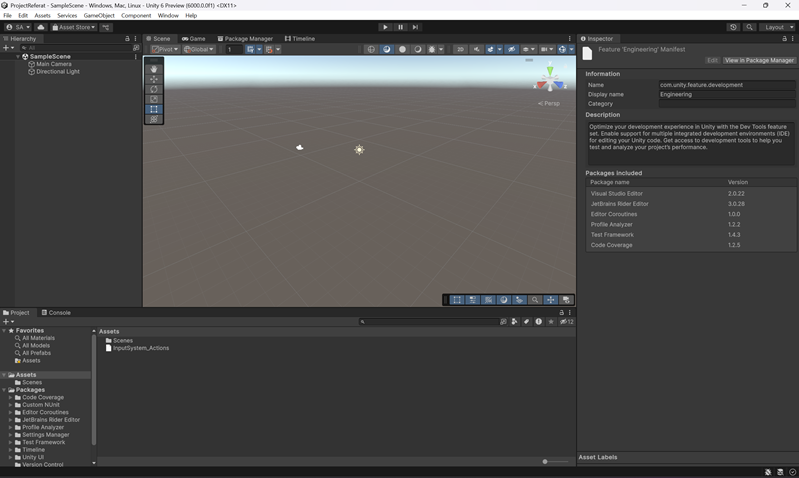 ProjectReferat - SampleScene - Windows, Mac, Linux - Unity 6 Preview (6000.0.0f1) <DX11>
File Edit Assets Services GameObject Component Window Help
SA Asset Store Layout
Hierarchy
All
SampleScene
Main Camera
Directional Light
Scene Game Package Manager Timeline
Pivot Global 1 2D
y
x
z
< Persp
Inspector
Feature 'Engineering' Manifest
Edit View in Package Manager
Information
Name com.unity.feature.development
Display name Engineering
Category
Description
Optimize your development experience in Unity with the Dev Tools feature
set. Enable support for multiple integrated development environments (IDE)
for editing your Unity code. Get access to development tools to help you
test and analyze your project's performance.
Packages Included
Package name Version
Visual Studio Editor 2.0.22
JetBrains Rider Editor 3.0.28
Editor Coroutines 1.0.0
Profile Analyzer 1.2.2
Test Framework 1.4.3
Code Coverage 1.2.5
Asset Labels
Project Console
12
Favorites
All Materials
All Models
All Prefabs
Assets
Assets
Scenes
Packages
Code Coverage
Custom NUnit
Editor Coroutines
JetBrains Rider Editor
Profile Analyzer
Settings Manager
Test Framework
Timeline
Unity UI
Version Control
Assets
Scenes
InputSystem_Actions